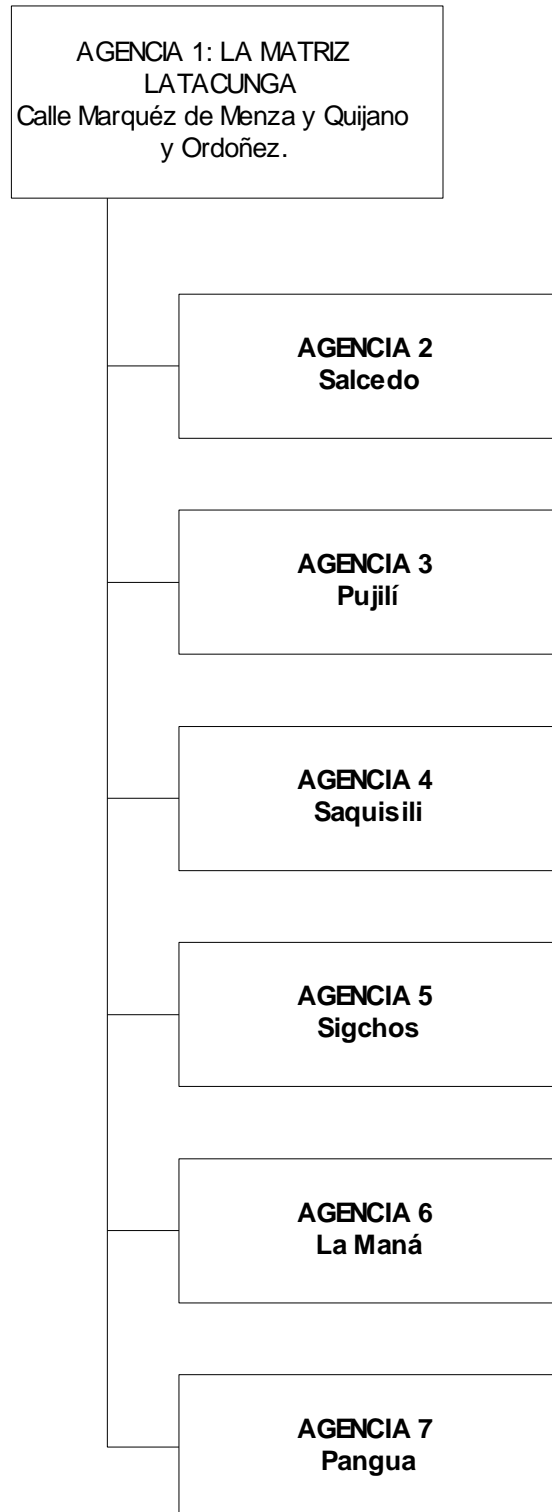 AGENCIA 1: LA MATRIZ
LATACUNGA
Calle Marquéz de Menza y Quijano
y Ordoñez.
AGENCIA 2
Salcedo
AGENCIA 3
Pujilí
AGENCIA 4
Saquisili
AGENCIA 5
Sigchos
AGENCIA 6
La Maná
AGENCIA 7
Pangua